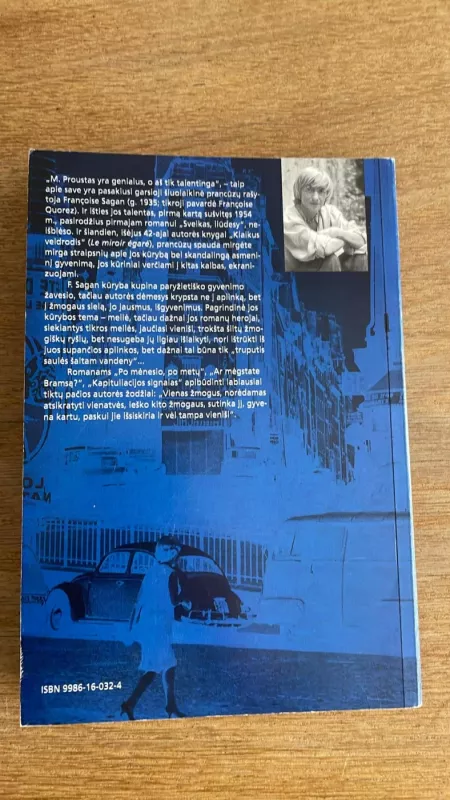 „M. Proustas yra genialus, o aš tik talentinga“, – taip
apie save yra pasakiusi garsioji šiuolaikinė prancūzų rašy-
toja Françoise Sagan (g. 1935; tikroji pavardė Françoise
Quorez). Ir išties jos talentas, pirmą kartą sušvitęs 1954
m., pasirodžius pirmajam romanui „Sveikas, liūdesy“, ne-
išblėso. Ir šiandien, išėjus 42-ajai autorės knygai „Klaikus
veidrodis“ (Le miroir égaré), prancūzų spauda mirgėte
mirga straipsnių apie jos kūrybą bei skandalingą asmeni-
nį gyvenimą, jos kūriniai verčiami į kitas kalbas, ekrani-
zuojami.
F. Sagan kūryba kupina paryžietiško gyvenimo
žavesio, tačiau autorės dėmesys krypsta ne į aplinką, bet
į žmogaus sielą, jo jausmus, išgyvenimus. Pagrindinė jos
kūrybos tema – meilė, tačiau dažnai jos romanų herojai,
siekiantys tikros meilės, jaučiasi vieniši, trokšta šiltų žmo-
giškų ryšių, bet nesugeba jų ilgiau išlaikyti, nori ištrūkti iš
juos supančios aplinkos, bet dažnai tai būna tik „truputis
saulės šaltam vandeny“...
Romanams „Po mėnesio, po metų“, „Ar mėgstate
Bramsą?“, „Kapituliacijos signalas“ apibūdinti labiausiai
tiktų pačios autorės žodžiai: „Vienas žmogus, norėdamas
atsikratyti vienatvės, ieško kito žmogaus, sutinka jį, gyve-
na kartu, paskui jie išsiskiria ir vėl tampa vieniši“.
ISBN 9986-16-032-4